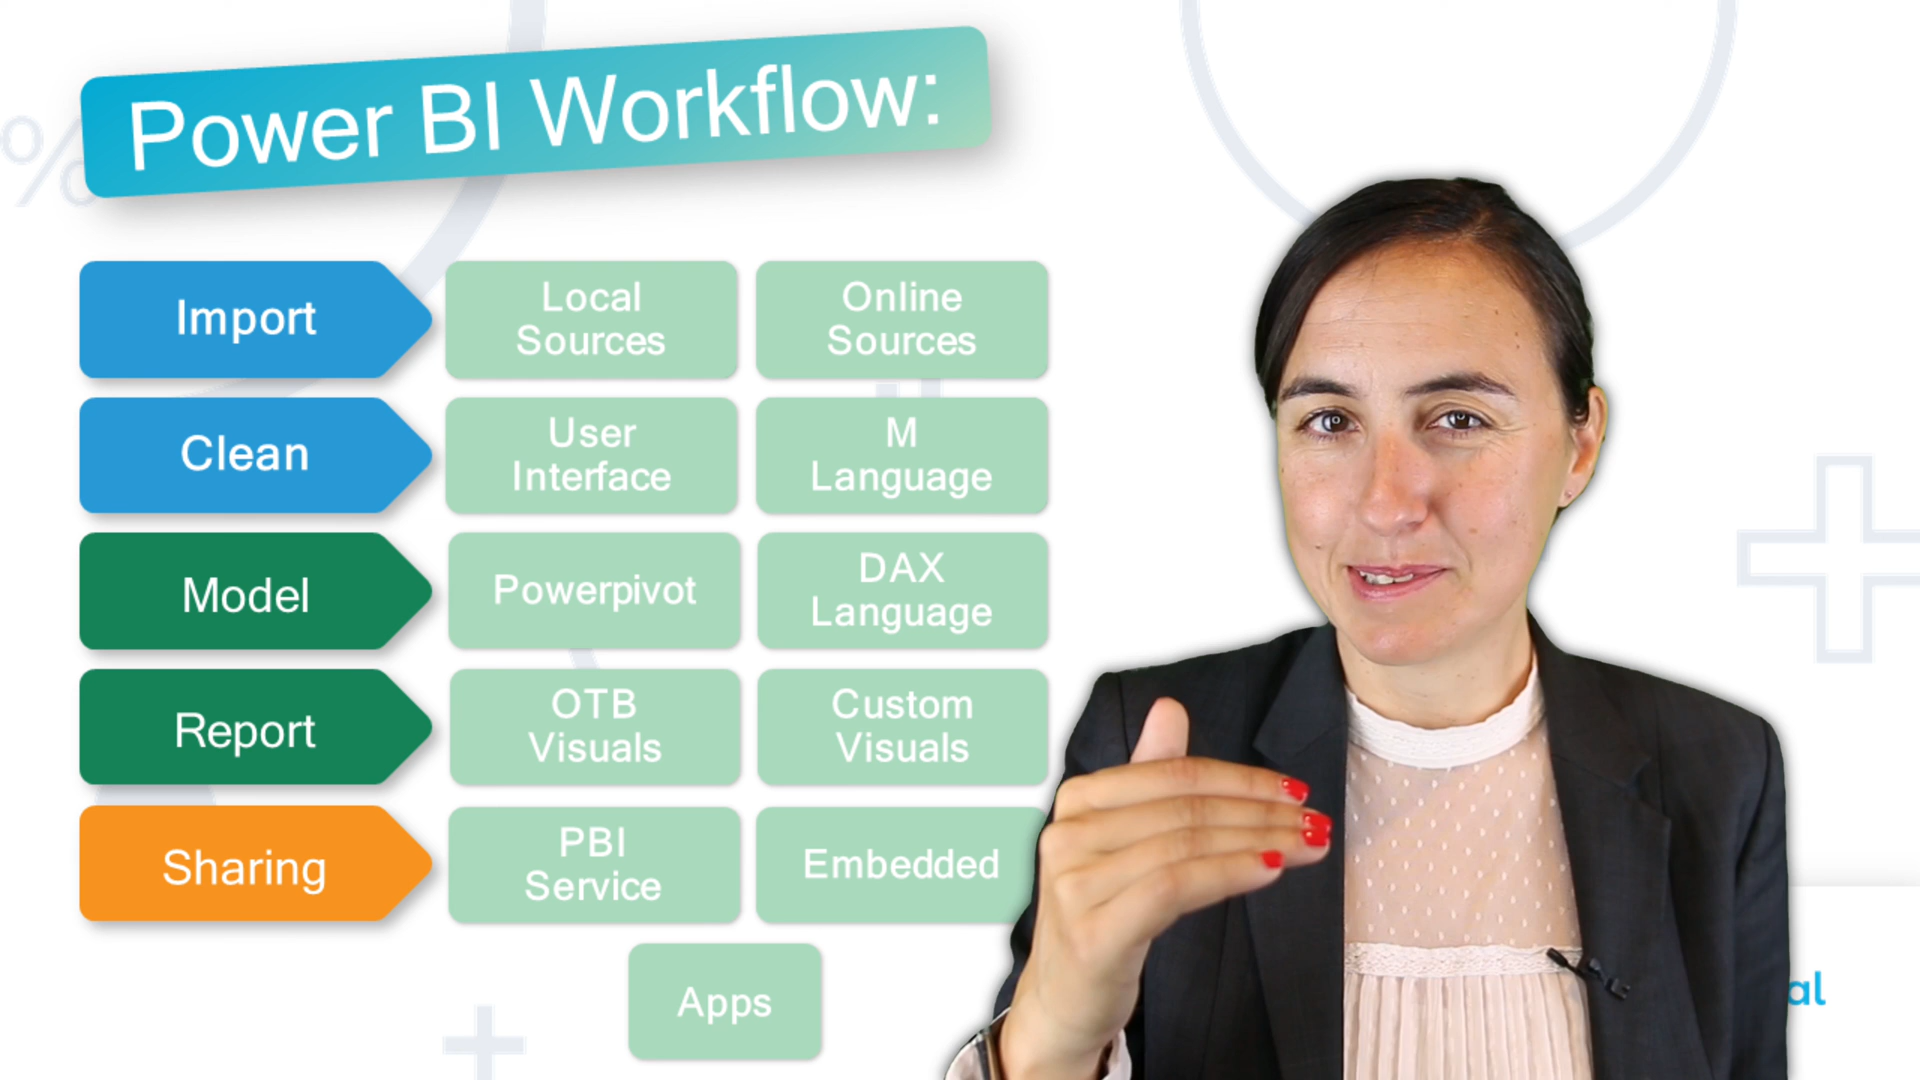 Power BI Workflow:
Import
Local
Sources
Online
Sources
Clean
User
Interface
M
Language
Model
Powerpivot
DAX
Language
Report
OTB
Visuals
Custom
Visuals
Sharing
PBI
Service
Embedded
Apps
%
al